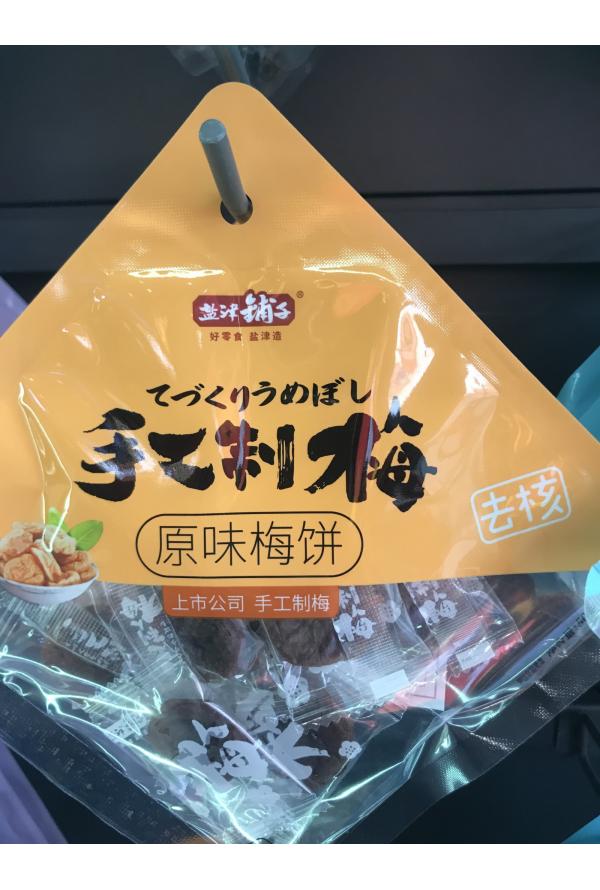 盐津铺子®
好零食 盐津造
てづくりうめぼし
手工制梅
去核
原味梅饼
上市公司 手工制梅